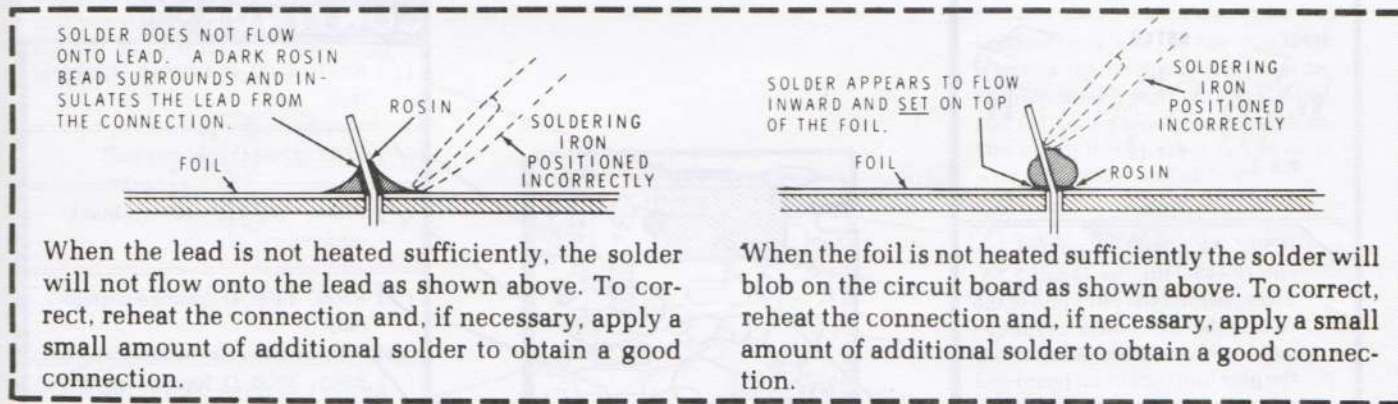 SOLDER DOES NOT FLOW
ONTO LEAD. A DARK ROSIN
BEAD SURROUNDS AND IN-
SULATES THE LEAD FROM
THE CONNECTION.
ROSIN
SOLDERING
IRON
POSITIONED
INCORRECTLY
FOIL
When the lead is not heated sufficiently, the solder
will not flow onto the lead as shown above. To cor-
rect, reheat the connection and, if necessary, apply a
small amount of additional solder to obtain a good
connection.
SOLDER APPEARS TO FLOW
INWARD AND SET ON TOP
OF THE FOIL.
SOLDERING
IRON
POSITIONED
INCORRECTLY
FOIL
ROSIN
When the foil is not heated sufficiently the solder will
blob on the circuit board as shown above. To correct,
reheat the connection and, if necessary, apply a small
amount of additional solder to obtain a good connec-
tion.